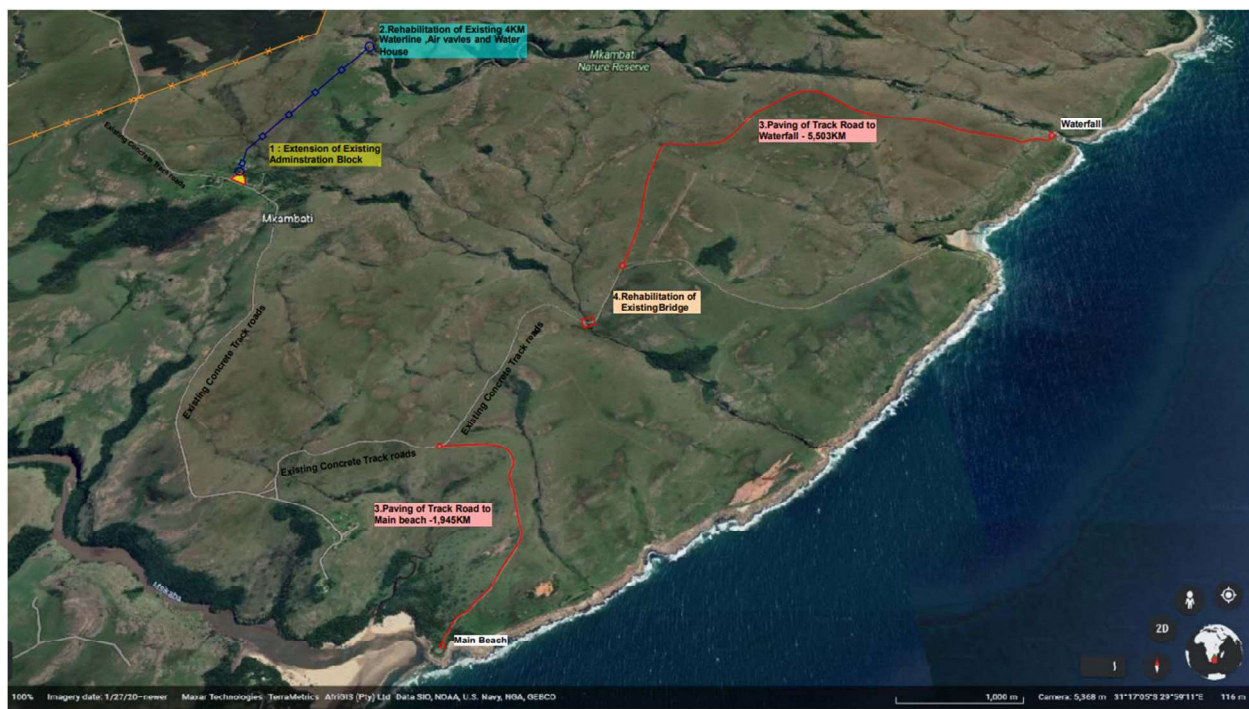 2.Rehabilitation of Existing 4KM
Waterline ,Air ravles and Water
House
Mkambati
Nature Reserve
3.Paving of Track Road to
Waterfall - 5,503KM
Waterfall
Existing Concrete Track roads
1 : Extension of Existing
Adminstration Block
Mkambati
4.Rehabilitation of
ExistingBridge
Existing Concrete Track roads
Existing Concrete Track roads
Existing Concrete Track roads
3.Paving of Track Road to
Main beach -1,945KM
Main Beach
2D
100% Imagery date: 1/27/20–newer Maxar Technologies TerraMetrics AfriGIS (Pty) Ltd Data SIO, NOAA, U.S. Navy, NGA, GEBCO 1,000 m Camera: 5,368 m 31°17'05"S 29°59'11"E 116 m